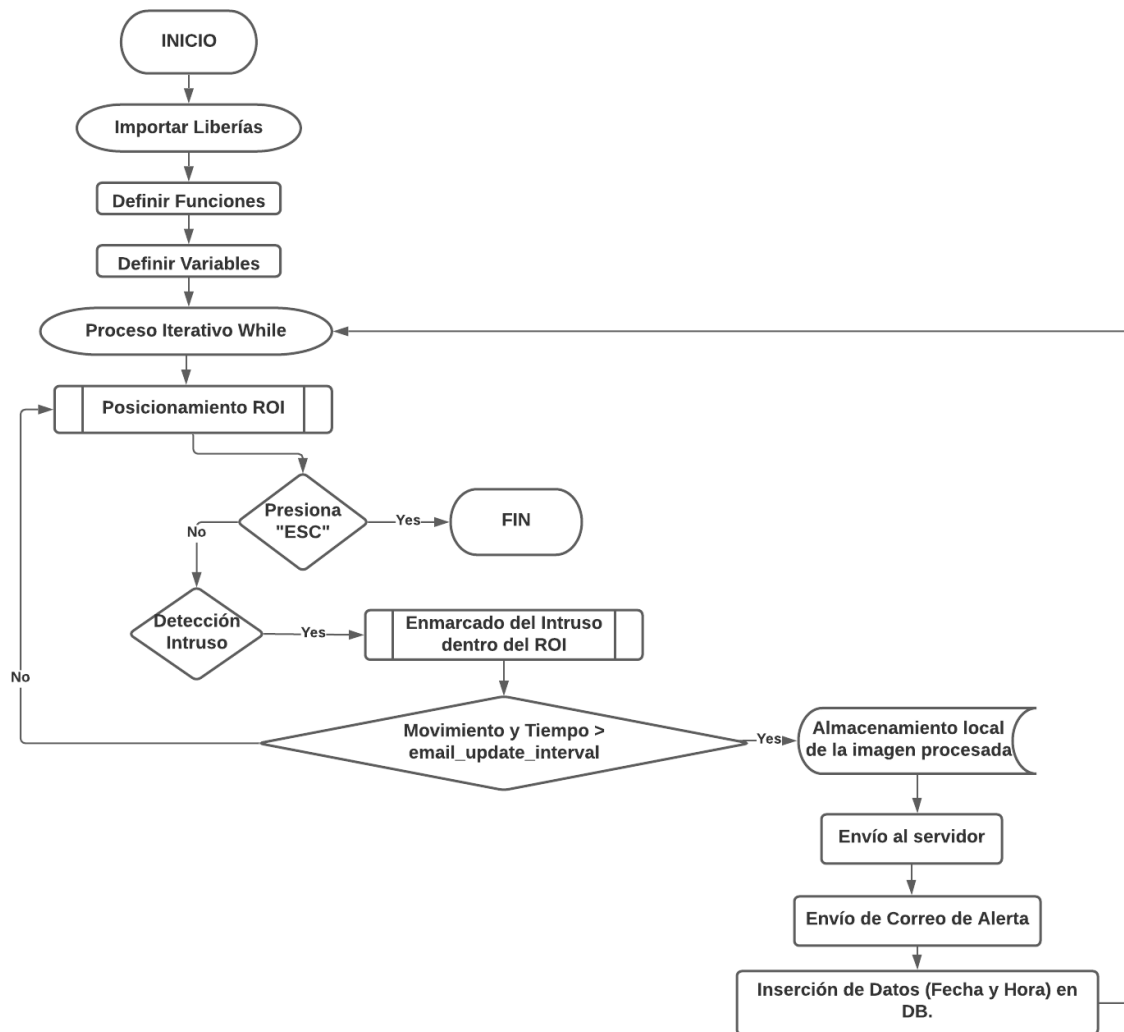 INICIO
Importar Liberías
Definir Funciones
Definir Variables
Proceso Iterativo While
Posicionamiento ROI
Presiona
"ESC"
Yes
FIN
No
Detección
Intruso
Yes
Enmarcado del Intruso
dentro del ROI
No
Movimiento y Tiempo >
email_update_interval
Yes
Almacenamiento local
de la imagen procesada
Envío al servidor
Envío de Correo de Alerta
Inserción de Datos (Fecha y Hora) en
DB.